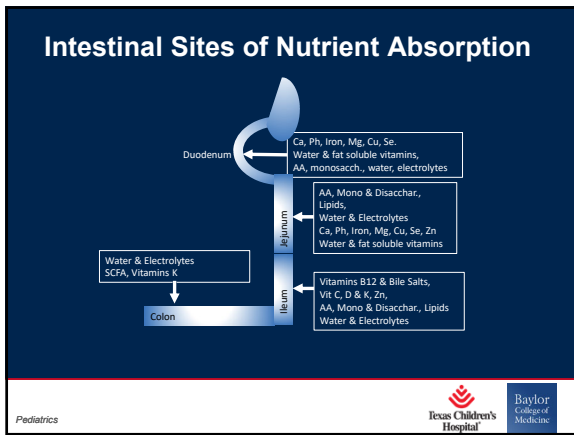 Intestinal Sites of Nutrient Absorption
Duodenum
Ca, Ph, Iron, Mg, Cu, Se.
Water & fat soluble vitamins,
AA, monosacch., water, electrolytes
Jejunum
AA, Mono & Disacchar.,
Lipids,
Water & Electrolytes
Ca, Ph, Iron, Mg, Cu, Se, Zn
Water & fat soluble vitamins
Water & Electrolytes
SCFA, Vitamins K
Colon
Ileum
Vitamins B12 & Bile Salts,
Vit C, D & K, Zn,
AA, Mono & Disacchar., Lipids
Water & Electrolytes
Pediatrics
Texas Children's
Hospital
Baylor
College of
Medicine